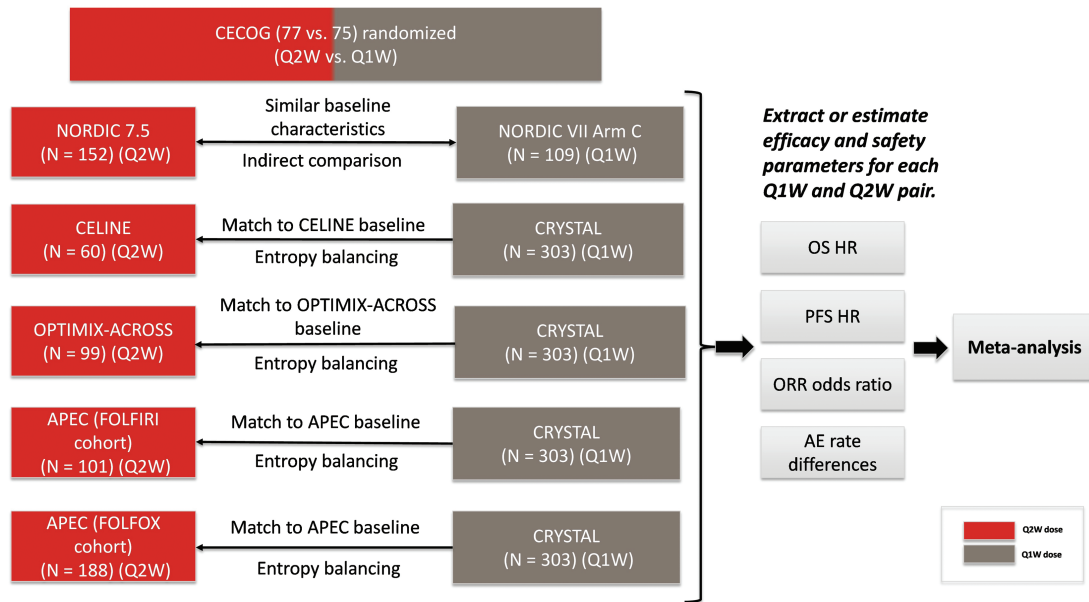 CECOG (77 vs. 75) randomized
(Q2W vs. Q1W)
NORDIC 7.5
(N = 152) (Q2W)
Similar baseline
characteristics
Indirect comparison
NORDIC VII Arm C
(N = 109) (Q1W)
CELINE
(N = 60) (Q2W)
Match to CELINE baseline
Entropy balancing
CRYSTAL
(N = 303) (Q1W)
OPTIMIX-ACROSS
(N = 99) (Q2W)
Match to OPTIMIX-ACROSS
baseline
Entropy balancing
CRYSTAL
(N = 303) (Q1W)
APEC (FOLFIRI
cohort)
(N = 101) (Q2W)
Match to APEC baseline
Entropy balancing
CRYSTAL
(N = 303) (Q1W)
APEC (FOLFOX
cohort)
(N = 188) (Q2W)
Match to APEC baseline
Entropy balancing
CRYSTAL
(N = 303) (Q1W)
Extract or estimate
efficacy and safety
parameters for each
Q1W and Q2W pair.
OS HR
PFS HR
ORR odds ratio
AE rate
differences
Meta-analysis
Q2W dose
Q1W dose